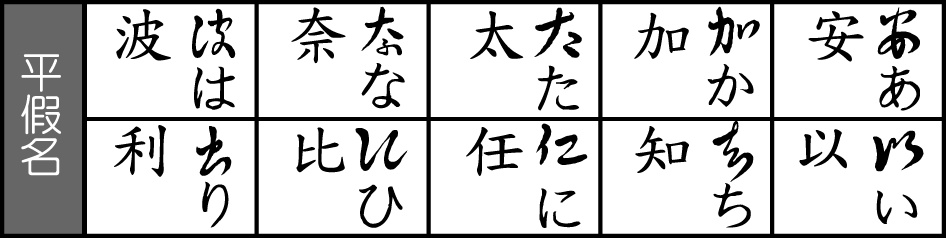 平假名
波 は
奈 な
太 た
加 か
安 あ
利 り
比 ひ
任 に
知 ち
以 い